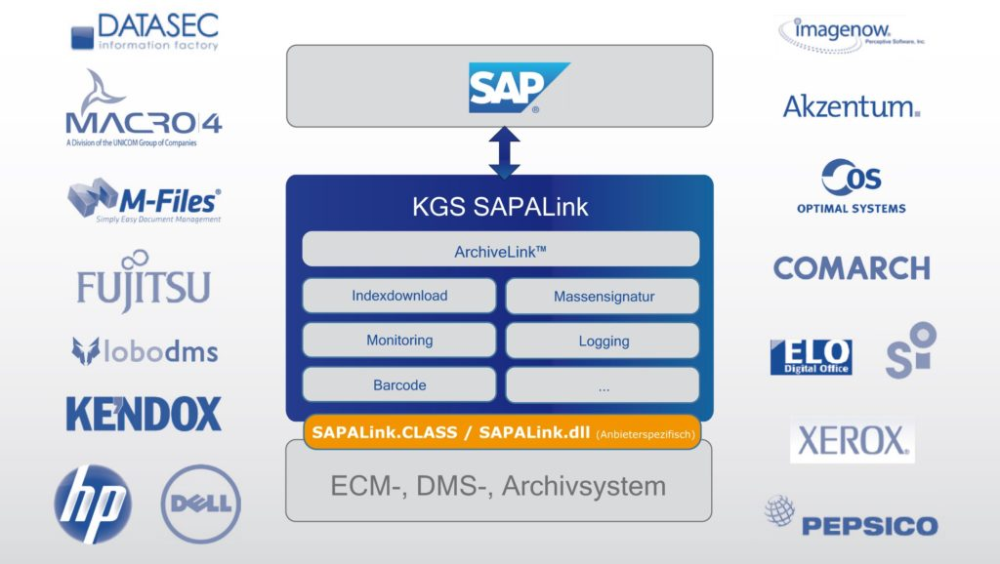 DATASEC
information factory
MACRO 4
A Division of the UNICOM Group of Companies
M-Files®
Simply Easy Document Management
FUJITSU
lobodms
KENDOX
hp
DELL
SAP®
KGS SAPALink
ArchiveLink™
Indexdownload
Massensignatur
Monitoring
Logging
Barcode
...
SAPALink.CLASS / SAPALink.dll (Anbieterspezifisch)
ECM-, DMS-, Archivsystem
imagenow®
Perceptive Software, Inc.
Akzentum.
OS
OPTIMAL SYSTEMS
COMARCH
ELO
Digital Office
XEROX®
PEPSICO